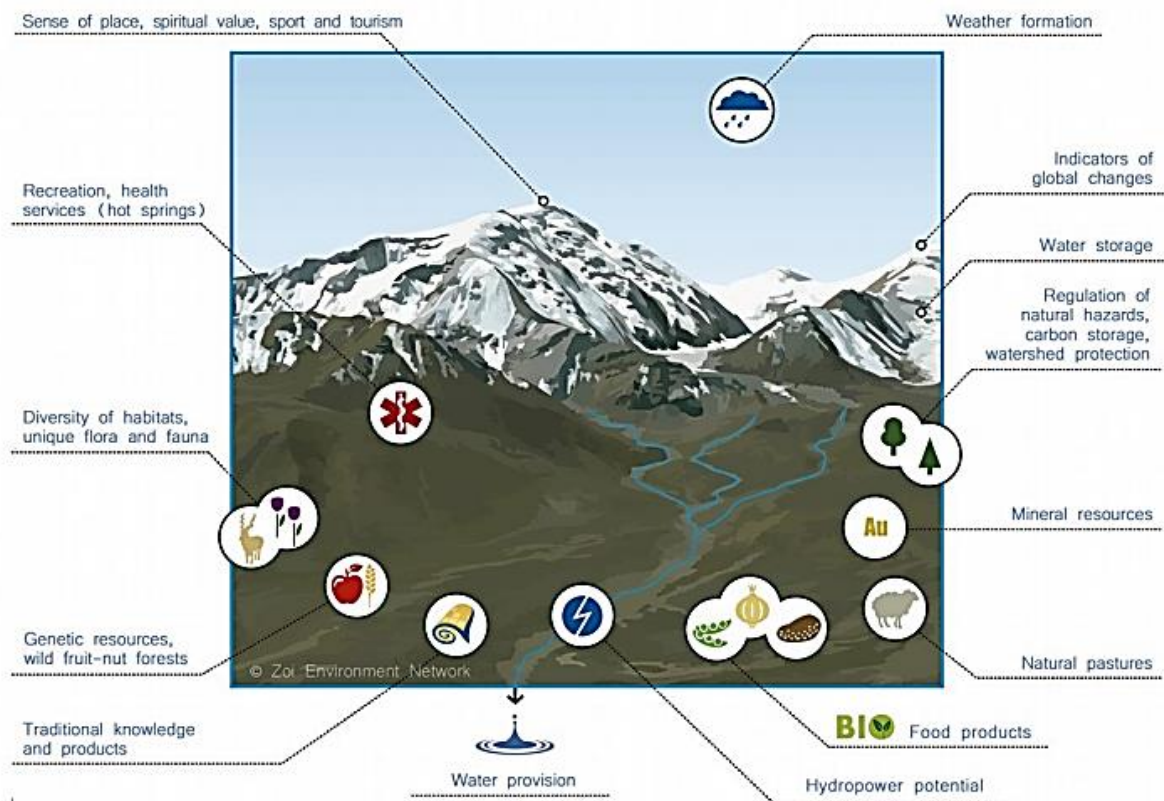 Sense of place, spiritual value, sport and tourism
Weather formation
Indicators of
global changes
Recreation, health
services (hot springs)
Water storage
Regulation of
natural hazards,
carbon storage,
watershed protection
Diversity of habitats,
unique flora and fauna
Au
Mineral resources
Genetic resources,
wild fruit-nut forests
© Zoï Environment Network
Natural pastures
Traditional knowledge
and products
BIO Food products
Water provision
Hydropower potential